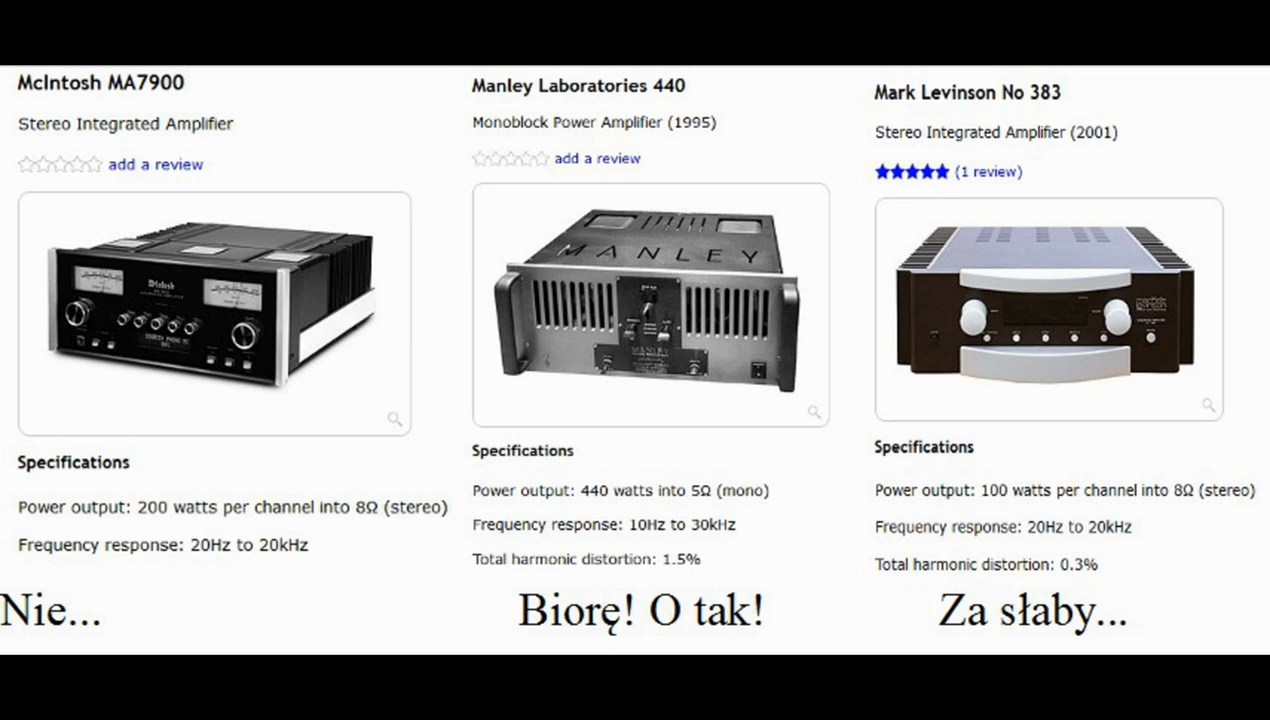 McIntosh MA7900
Stereo Integrated Amplifier
add a review
McIntosh
Specifications
Power output: 200 watts per channel into 8Ω (stereo)
Frequency response: 20Hz to 20kHz
Nie...
Manley Laboratories 440
Monoblock Power Amplifier (1995)
add a review
MANLEY
MANLEY
Specifications
Power output: 440 watts into 5Ω (mono)
Frequency response: 10Hz to 30kHz
Total harmonic distortion: 1.5%
Biorę! O tak!
Mark Levinson No 383
Stereo Integrated Amplifier (2001)
(1 review)
mark
levinson
Specifications
Power output: 100 watts per channel into 8Ω (stereo)
Frequency response: 20Hz to 20kHz
Total harmonic distortion: 0.3%
Za słaby...